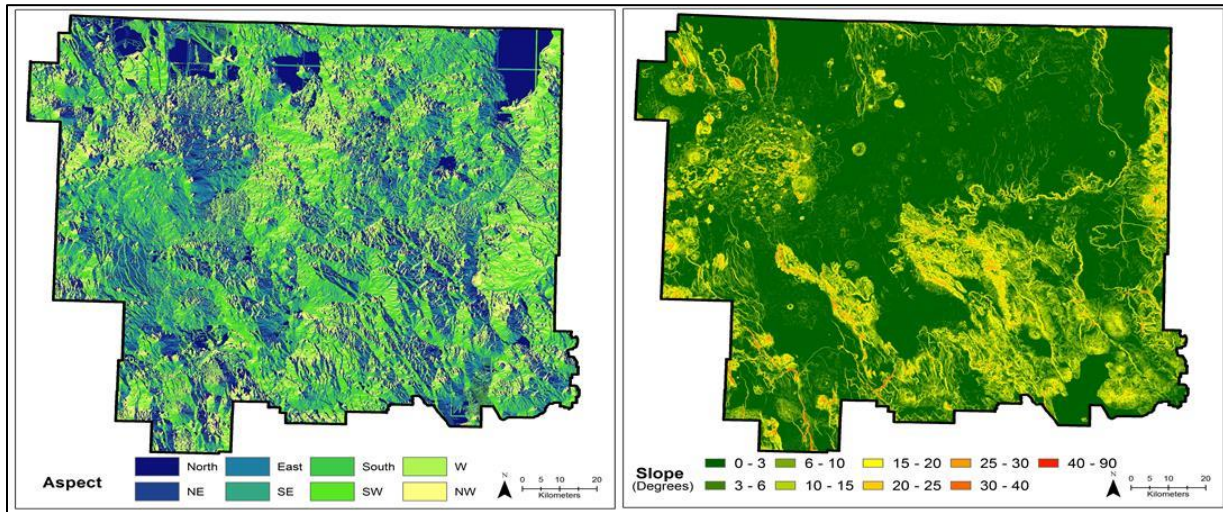 Aspect
North East South W
NE SE SW NW
N
0 5 10 20
Kilometers
Slope
(Degrees)
0 - 3 6 - 10 15 - 20 25 - 30 40 - 90
3 - 6 10 - 15 20 - 25 30 - 40
N
0 5 10 20
Kilometers